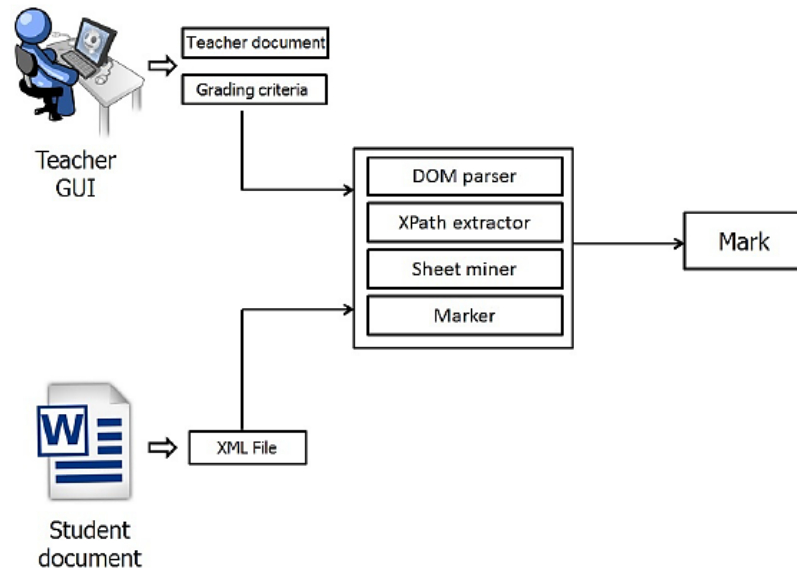 Teacher document
Grading criteria
Teacher
GUI
DOM parser
XPath extractor
Sheet miner
Marker
Mark
W
XML File
Student
document